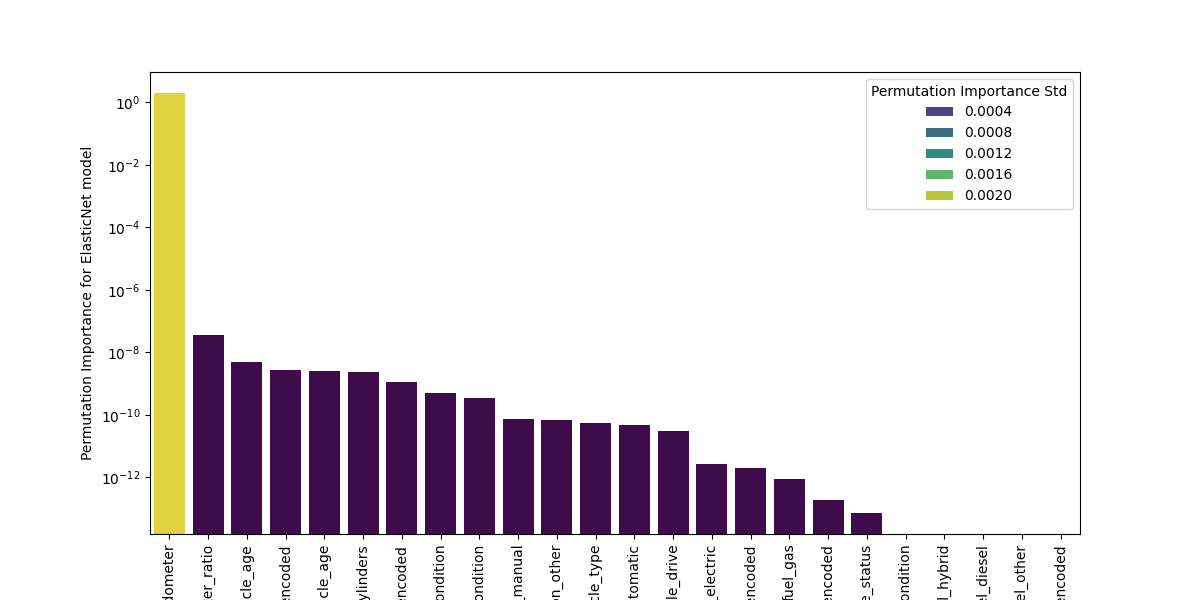 Permutation Importance for ElasticNet model
10^0
10^-2
10^-4
10^-6
10^-8
10^-10
10^-12
Permutation Importance Std
0.0004
0.0008
0.0012
0.0016
0.0020
dometer
er_ratio
cle_age
encoded
cle_age
ylinders
encoded
ondition
ondition
_manual
n_other
cle_type
tomatic
le_drive
_electric
encoded
fuel_gas
encoded
e_status
ondition
l_hybrid
el_diesel
el_other
encoded